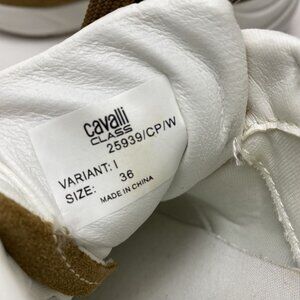 cavalli
CLASS
25939/CP/W
VARIANT: I
SIZE: 36
MADE IN CHINA